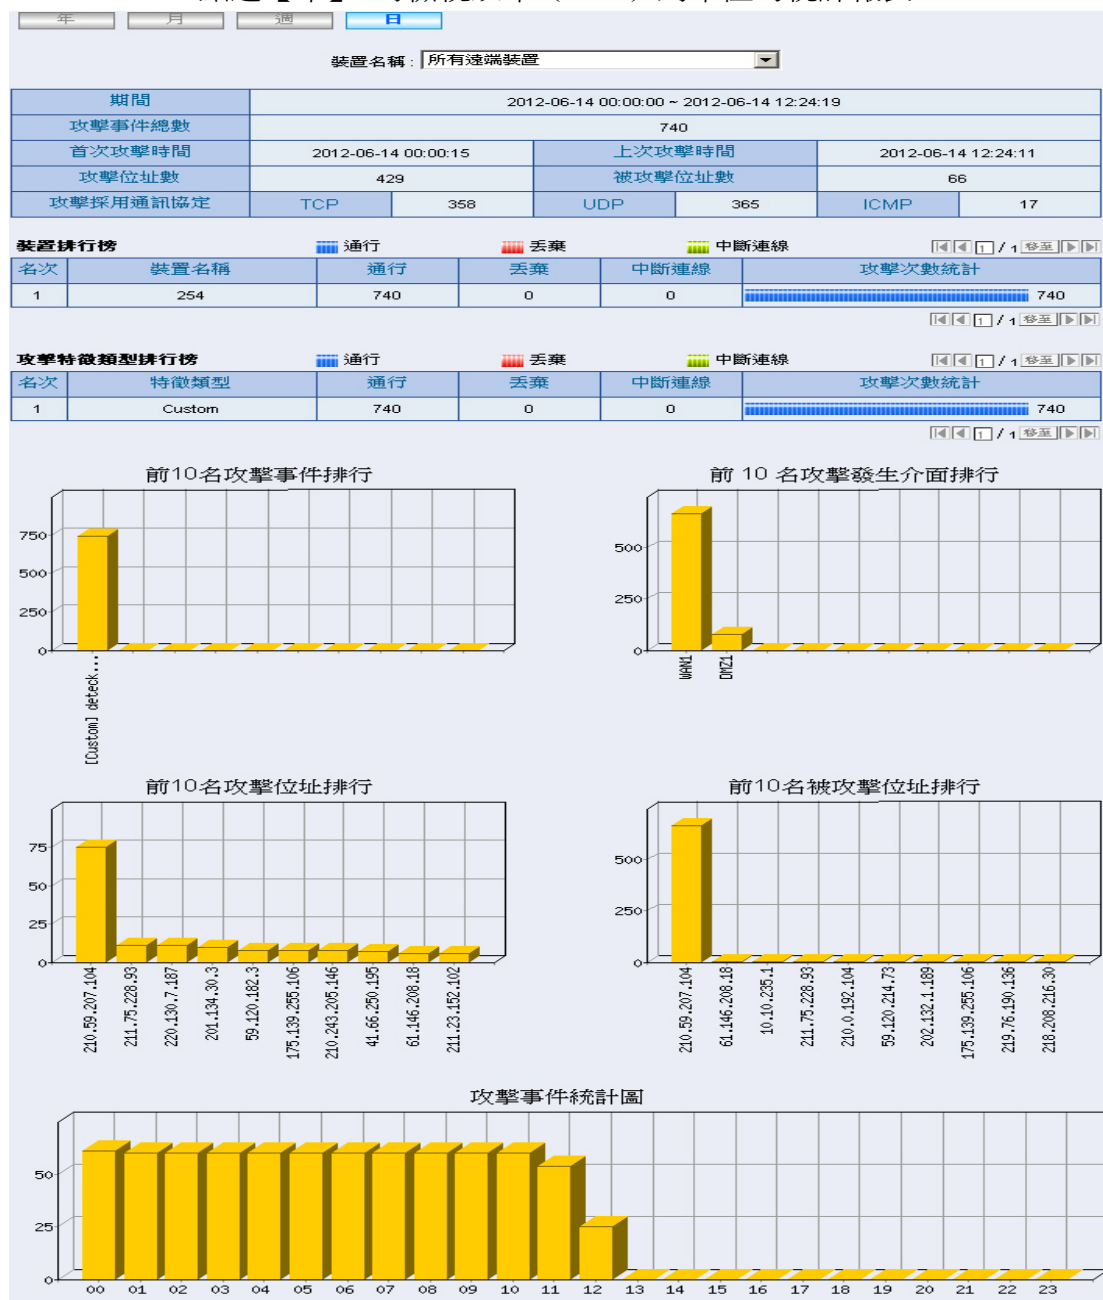 年 月 週 日
裝置名稱 : 所有遠端裝置
期間 2012-06-14 00:00:00 ~ 2012-06-14 12:24:19
攻擊事件總數 740
首次攻擊時間 2012-06-14 00:00:15 上次攻擊時間 2012-06-14 12:24:11
攻擊位址數 429 被攻擊位址數 66
攻擊採用通訊協定 TCP 358 UDP 365 ICMP 17
裝置排行榜 通行 丟棄 中斷連線 1 / 1 移至
名次 裝置名稱 通行 丟棄 中斷連線 攻擊次數統計
1 254 740 0 0 740
1 / 1 移至
攻擊特徵類型排行榜 通行 丟棄 中斷連線 1 / 1 移至
名次 特徵類型 通行 丟棄 中斷連線 攻擊次數統計
1 Custom 740 0 0 740
1 / 1 移至
前10名攻擊事件排行
750
500
250
0
[Custom] deteck...
前 10 名攻擊發生介面排行
500
250
0
WAN1 DMZ1
前10名攻擊位址排行
75
50
25
0
210.59.207.104 211.75.228.93 220.130.7.187 201.134.30.3 59.120.182.3 175.139.255.106 210.243.205.146 41.66.250.195 61.146.208.18 211.23.152.102
前10名被攻擊位址排行
500
250
0
210.59.207.104 61.146.208.18 10.10.235.1 211.75.228.93 210.0.192.104 59.120.214.73 202.132.1.189 175.139.255.106 219.76.190.136 218.208.216.30
攻擊事件統計圖
50
25
0
00 01 02 03 04 05 06 07 08 09 10 11 12 13 14 15 16 17 18 19 20 21 22 23